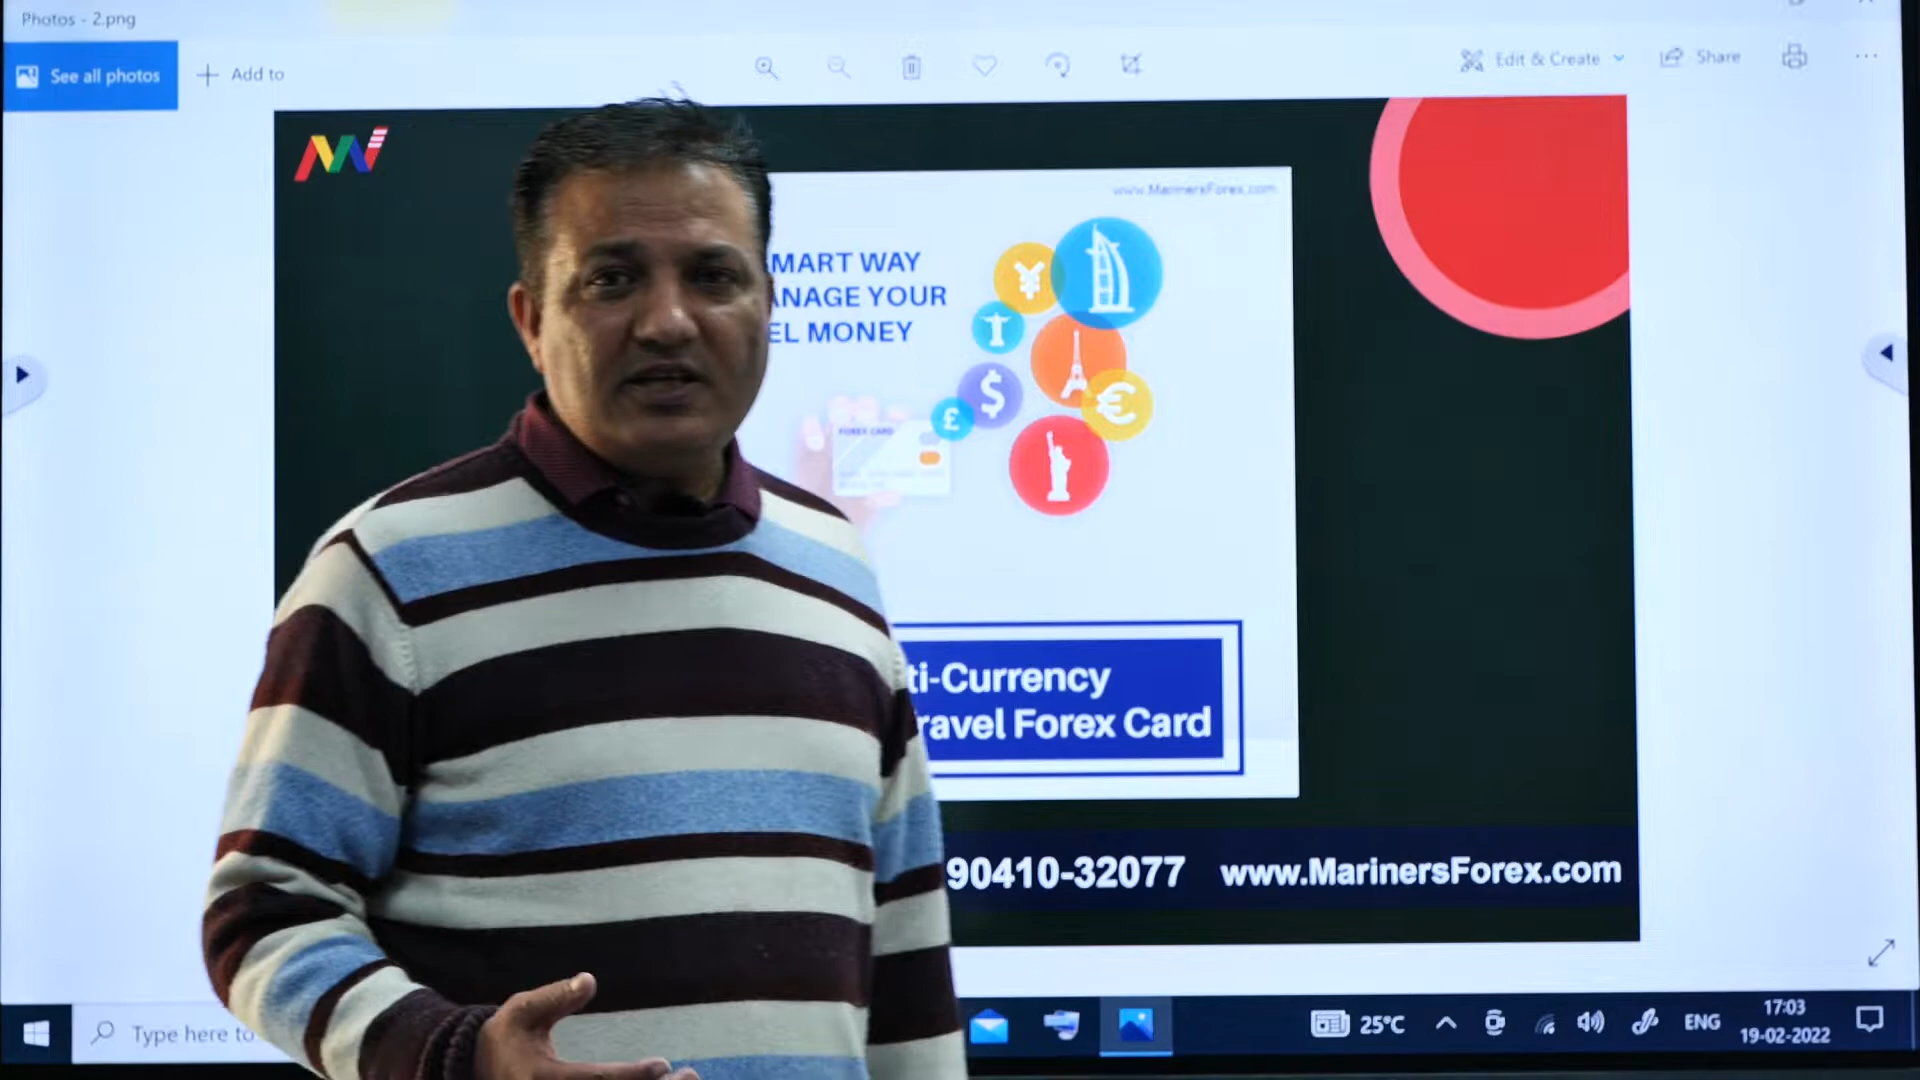 Photos - 2.png
See all photos
Add to
Edit & Create
Share
www.MarinersForex.com
MART WAY
ANAGE YOUR
EL MONEY
¥
$
£
€
FOREX CARD
ti-Currency
ravel Forex Card
90410-32077 www.MarinersForex.com
Type here to
25°C
ENG
17:03
19-02-2022